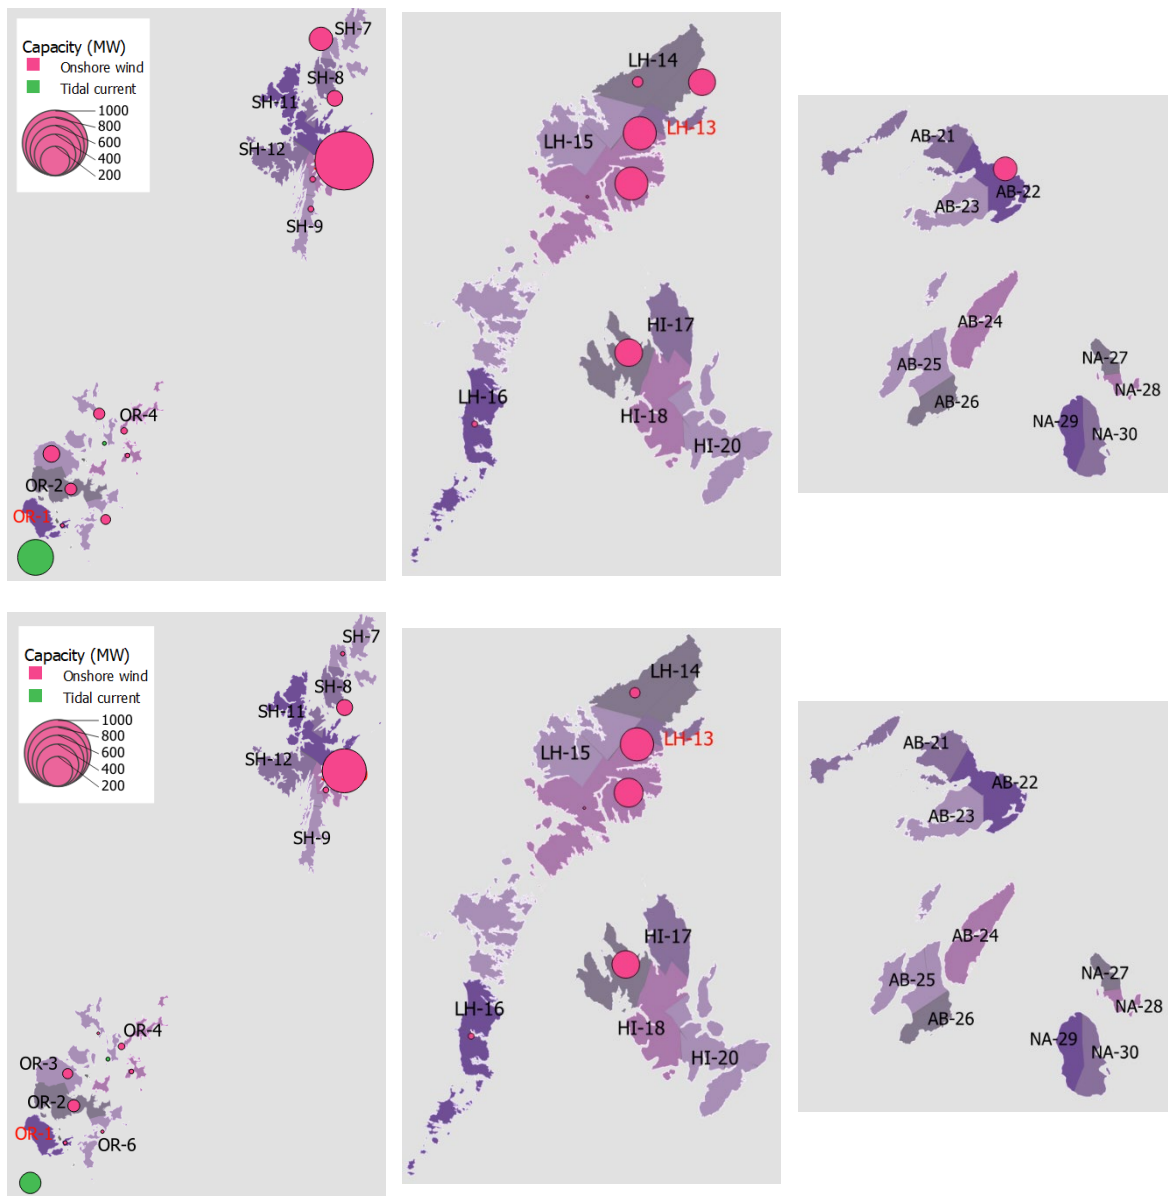 Capacity (MW)
Onshore wind
Tidal current
1000
800
600
400
200
SH-7
SH-8
SH-11
SH-12
SH-9
OR-4
OR-2
OR-1
LH-14
LH-13
LH-15
LH-16
HI-17
HI-18
HI-20
AB-21
AB-22
AB-23
AB-24
AB-25
AB-26
NA-27
NA-28
NA-29
NA-30
Capacity (MW)
Onshore wind
Tidal current
1000
800
600
400
200
SH-7
SH-8
SH-11
SH-12
SH-9
OR-4
OR-3
OR-2
OR-1
OR-6
LH-14
LH-13
LH-15
LH-16
HI-17
HI-18
HI-20
AB-21
AB-22
AB-23
AB-24
AB-25
AB-26
NA-27
NA-28
NA-29
NA-30